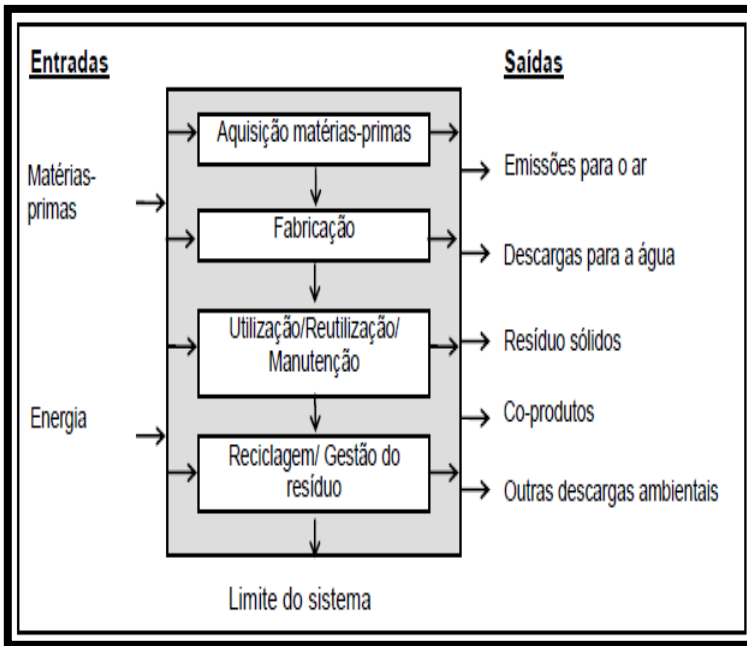 Entradas
Saídas
Aquisição matérias-primas
Matérias-
primas
Emissões para o ar
Fabricação
Descargas para a água
Utilização/Reutilização/
Manutenção
Resíduo sólidos
Energia
Co-produtos
Reciclagem/ Gestão do
resíduo
Outras descargas ambientais
Limite do sistema